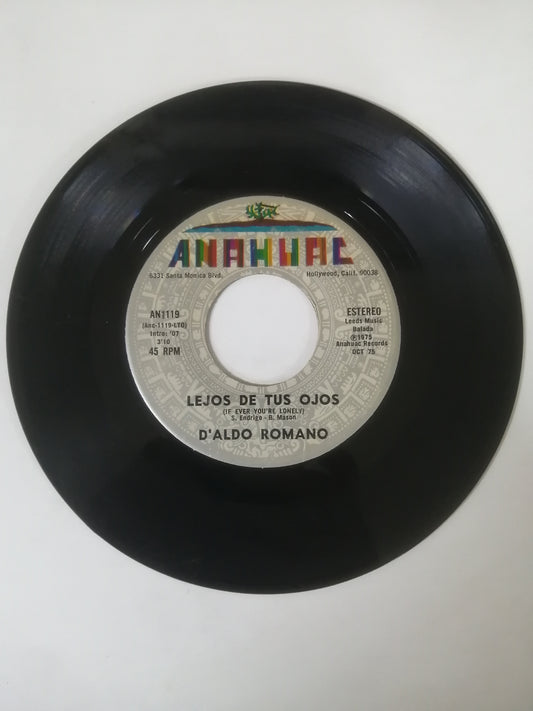 ANAHUAC
6331 Santa Monica Blvd. Hollywood, Calif. 90038
AN1119
(Anc-1119-LTO)
Intro: '07
3'10
45 RPM
ESTEREO
Leeds Music
Balada
℗1975
Anahuac Records
OCT 75
LEJOS DE TUS OJOS
(IF EVER YOU'RE LONELY)
S. Endrigo - B. Mason
D'ALDO ROMANO